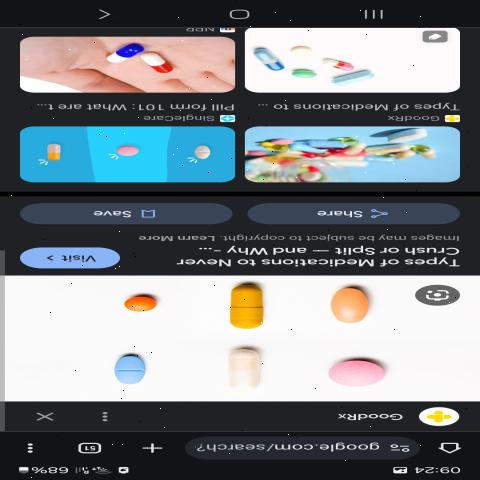 09:24 68%
google.com/search? 51
GoodRx
Types of Medications to Never
Crush or Split — and Why -...
Visit >
Images may be subject to copyright. Learn More
Share Save
GoodRx
Types of Medications to ...
SingleCare
Pill form 101: What are t...